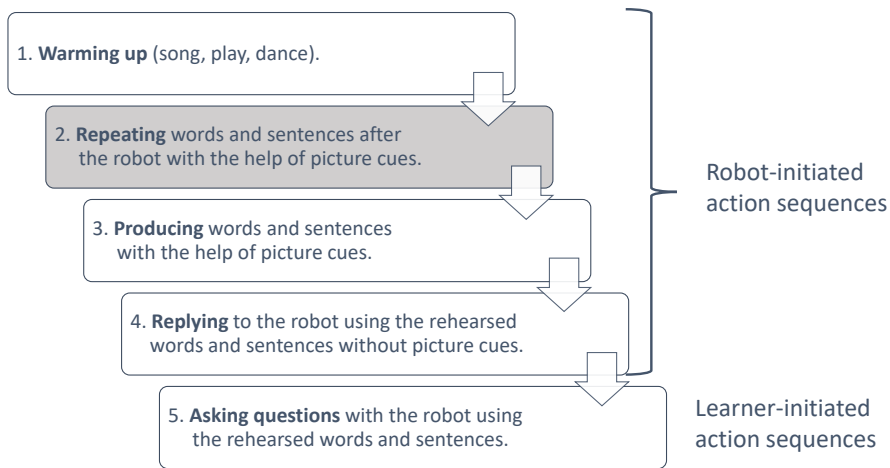 1. Warming up (song, play, dance).
2. Repeating words and sentences after
the robot with the help of picture cues.
3. Producing words and sentences
with the help of picture cues.
4. Replying to the robot using the rehearsed
words and sentences without picture cues.
5. Asking questions with the robot using
the rehearsed words and sentences.
Robot-initiated
action sequences
Learner-initiated
action sequences